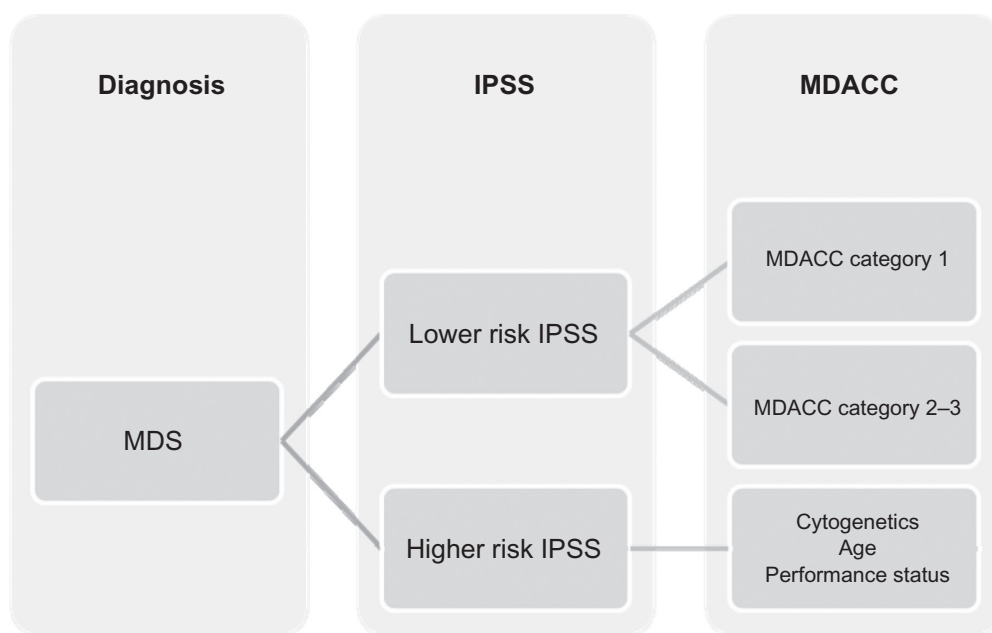 Diagnosis
IPSS
MDACC
MDS
Lower risk IPSS
Higher risk IPSS
MDACC category 1
MDACC category 2–3
Cytogenetics
Age
Performance status